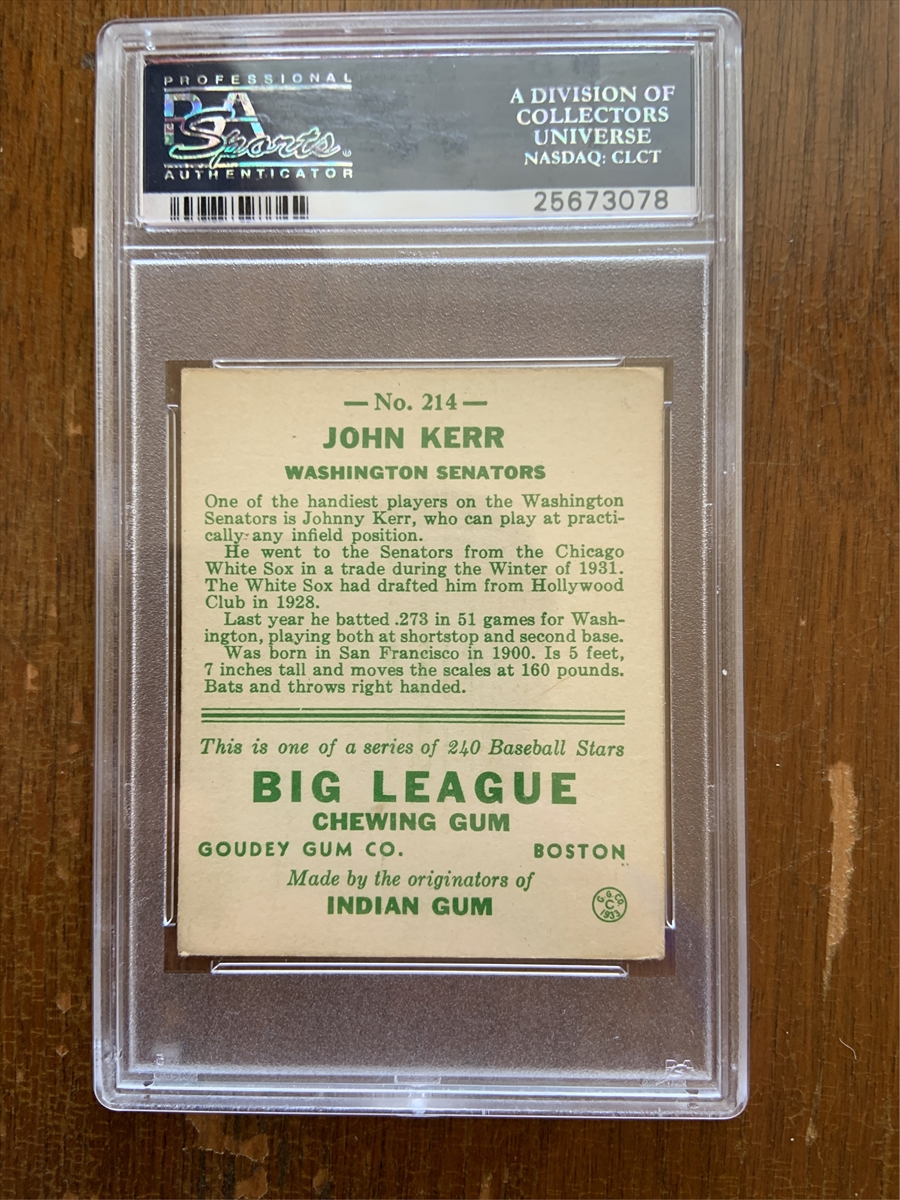 PROFESSIONAL
PSA
Sports
AUTHENTICATOR
A DIVISION OF
COLLECTORS
UNIVERSE
NASDAQ: CLCT
25673078
— No. 214 —
JOHN KERR
WASHINGTON SENATORS
One of the handiest players on the Washington
Senators is Johnny Kerr, who can play at practi-
cally any infield position.
He went to the Senators from the Chicago
White Sox in a trade during the Winter of 1931.
The White Sox had drafted him from Hollywood
Club in 1928.
Last year he batted .273 in 51 games for Wash-
ington, playing both at shortstop and second base.
Was born in San Francisco in 1900. Is 5 feet,
7 inches tall and moves the scales at 160 pounds.
Bats and throws right handed.
This is one of a series of 240 Baseball Stars
BIG LEAGUE
CHEWING GUM
GOUDEY GUM CO. BOSTON
Made by the originators of
INDIAN GUM
G. G. CO.
C
1933
PSA